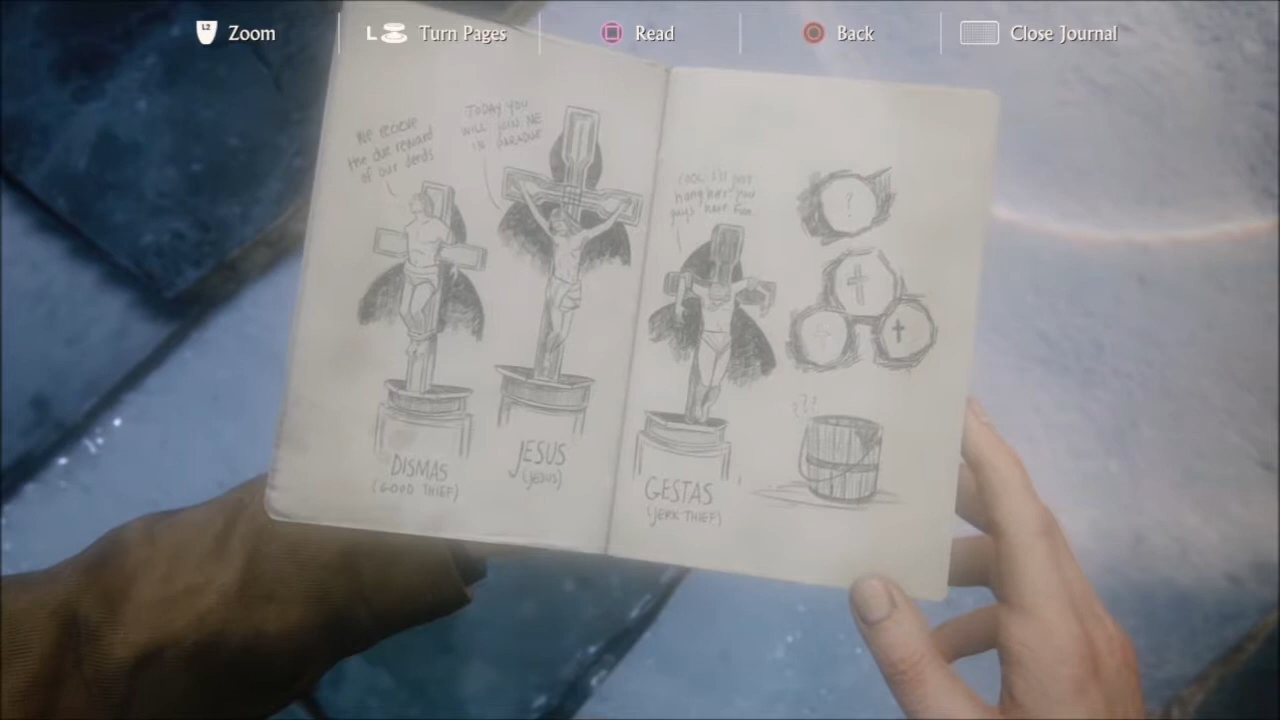 L2 Zoom
L Turn Pages
Read
Back
Close Journal
We receive
the due reward
of our deeds
TODAY YOU
WILL JOIN ME
IN PARADISE
DISMAS
(GOOD THIEF)
JESUS
(JESUS)
COOL. I'll just
hang here. You
guys have fun.
GESTAS
(JERK THIEF)
?
???